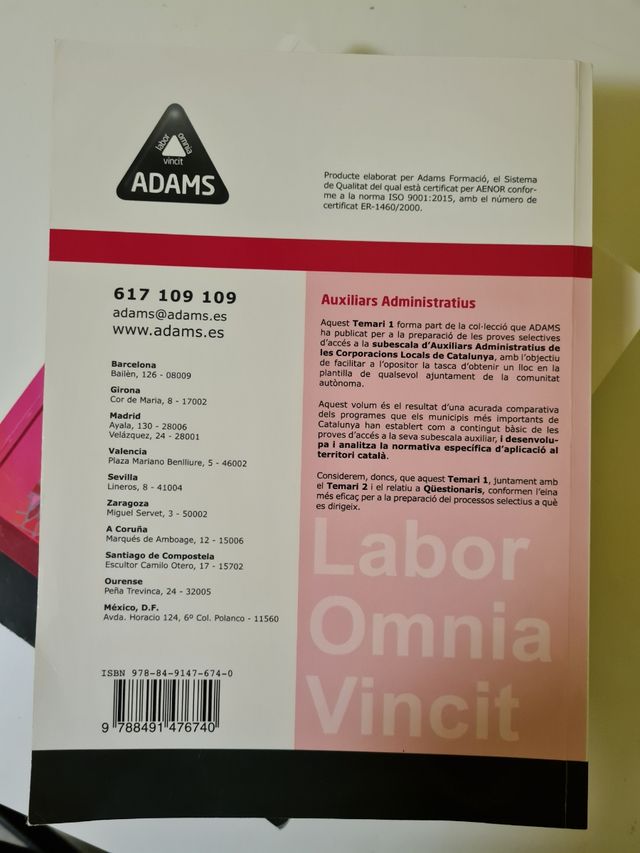 labor omnia
vincit
ADAMS
Producte elaborat per Adams Formació, el Sistema
de Qualitat del qual està certificat per AENOR confor-
me a la norma ISO 9001:2015, amb el número de
certificat ER-1460/2000.
617 109 109
adams@adams.es
www.adams.es
Barcelona
Bailèn, 126 - 08009
Girona
Cor de Maria, 8 - 17002
Madrid
Ayala, 130 - 28006
Velázquez, 24 - 28001
Valencia
Plaza Mariano Benlliure, 5 - 46002
Sevilla
Lineros, 8 - 41004
Zaragoza
Miguel Servet, 3 - 50002
A Coruña
Marqués de Amboage, 12 - 15006
Santiago de Compostela
Escultor Camilo Otero, 17 - 15702
Ourense
Peña Trevinca, 24 - 32005
México, D.F.
Avda. Horacio 124, 6º Col. Polanco - 11560
ISBN 978-84-9147-674-0
9 788491 476740
Auxiliars Administratius
Aquest Temari 1 forma part de la col·lecció que ADAMS
ha publicat per a la preparació de les proves selectives
d'accés a la subescala d'Auxiliars Administratius de
les Corporacions Locals de Catalunya, amb l'objectiu
de facilitar a l'opositor la tasca d'obtenir un lloc en la
plantilla de qualsevol ajuntament de la comunitat
autònoma.
Aquest volum és el resultat d'una acurada comparativa
dels programes que els municipis més importants de
Catalunya han establert com a contingut bàsic de les
proves d'accés a la seva subescala auxiliar, i desenvolu-
pa i analitza la normativa específica d'aplicació al
territori català.
Considerem, doncs, que aquest Temari 1, juntament amb
el Temari 2 i el relatiu a Qüestionaris, conformen l'eina
més eficaç per a la preparació del processos selectius a què
es dirigeix.
Labor
Omnia
Vincit